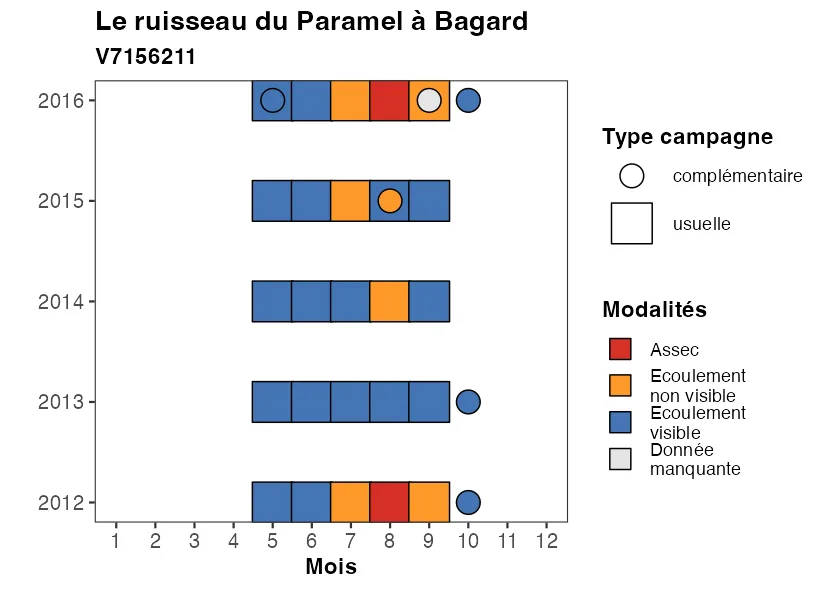 Le ruisseau du Paramel à Bagard
V7156211
2016
2015
2014
2013
2012
1 2 3 4 5 6 7 8 9 10 11 12
Mois
Type campagne
complémentaire
usuelle
Modalités
Assec
Ecoulement
non visible
Ecoulement
visible
Donnée
manquante